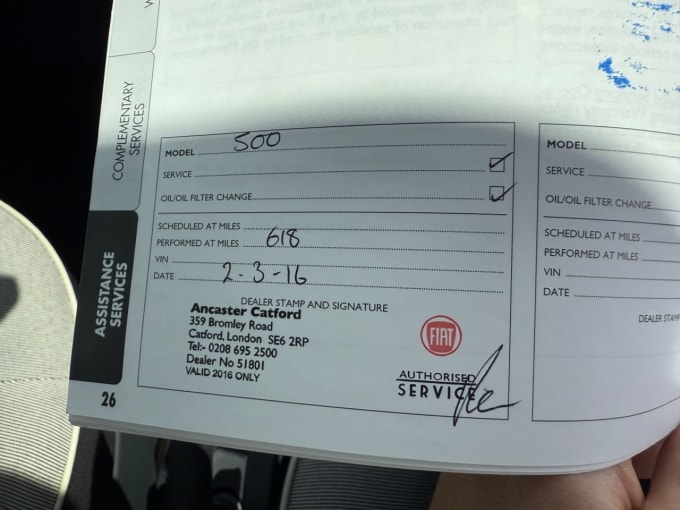 COMPLEMENTARY
SERVICES
ASSISTANCE
SERVICES
MODEL 500
SERVICE ✓
OIL/OIL FILTER CHANGE ✓
SCHEDULED AT MILES
PERFORMED AT MILES 618
VIN
DATE 2-3-16
DEALER STAMP AND SIGNATURE
Ancaster Catford
359 Bromley Road
Catford, London SE6 2RP
Tel:- 0208 695 2500
Dealer No 51801
VALID 2016 ONLY
FIAT
AUTHORISED
SERVICE
26
MODEL
SERVICE
OIL/OIL FILTER CHANGE
SCHEDULED AT MILES
PERFORMED AT MILES
VIN
DATE
DEALER STAMP